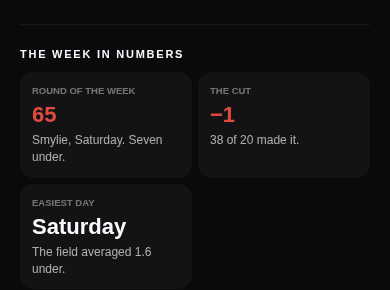 THE WEEK IN NUMBERS
ROUND OF THE WEEK
65
Smylie, Saturday. Seven
under.
THE CUT
−1
38 of 20 made it.
EASIEST DAY
Saturday
The field averaged 1.6
under.